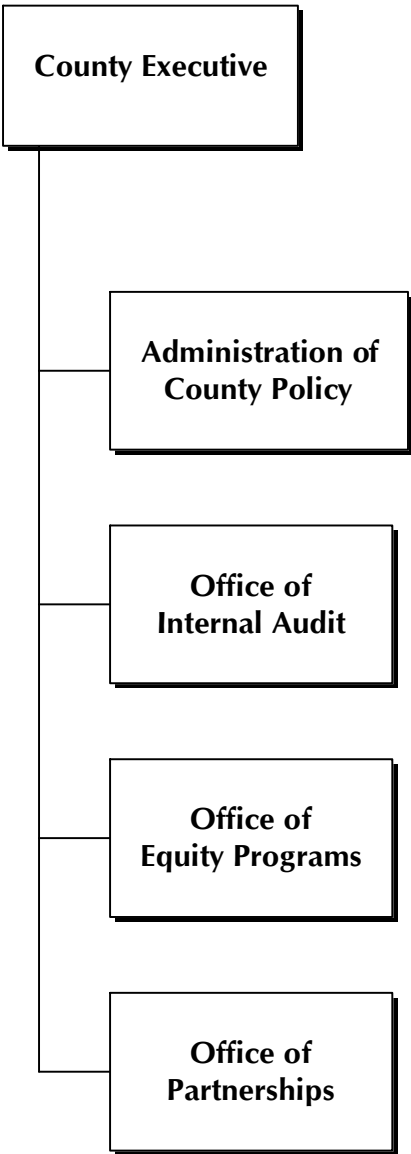 County Executive
Administration of
County Policy
Office of
Internal Audit
Office of
Equity Programs
Office of
Partnerships